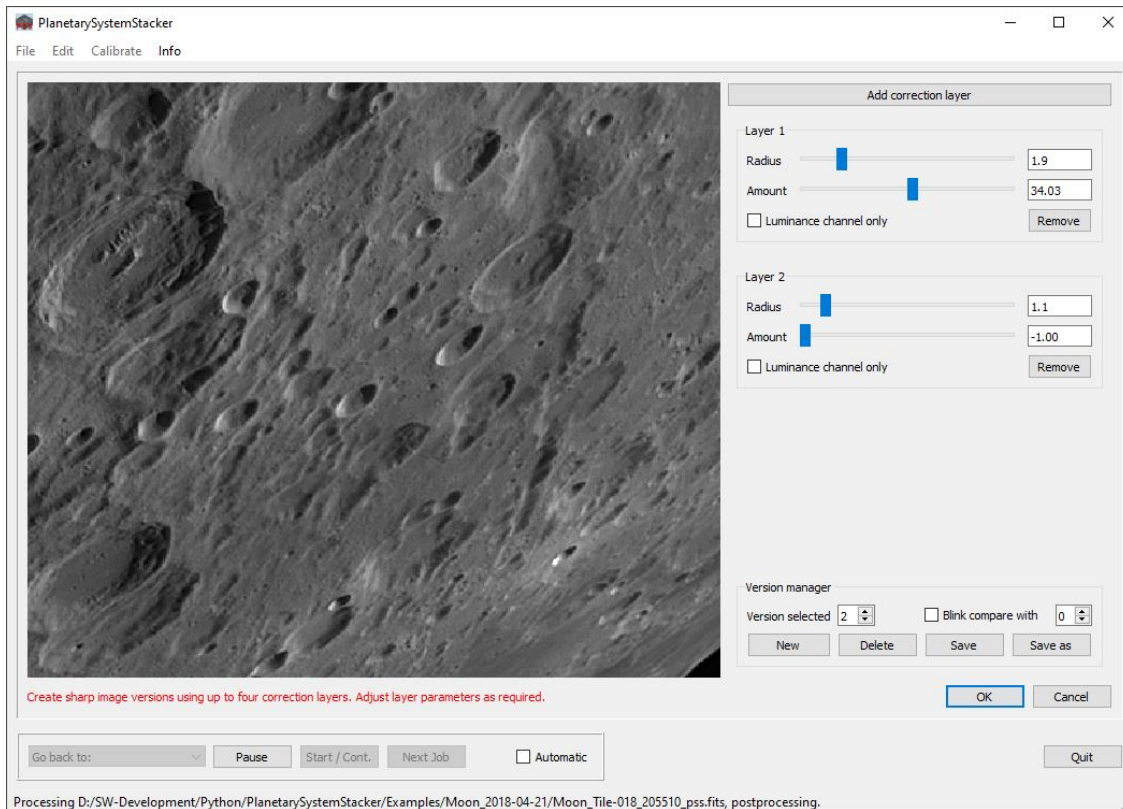 PlanetarySystemStacker
File Edit Calibrate Info
Add correction layer
Layer 1
Radius 1.9
Amount 34.03
Luminance channel only Remove
Layer 2
Radius 1.1
Amount -1.00
Luminance channel only Remove
Version manager
Version selected 2 Blink compare with 0
New Delete Save Save as
Create sharp image versions using up to four correction layers. Adjust layer parameters as required. OK Cancel
Go back to: Pause Start / Cont. Next Job Automatic Quit
Processing D:/SW-Development/Python/PlanetarySystemStacker/Examples/Moon_2018-04-21/Moon_Tile-018_205510_pss.fits, postprocessing.